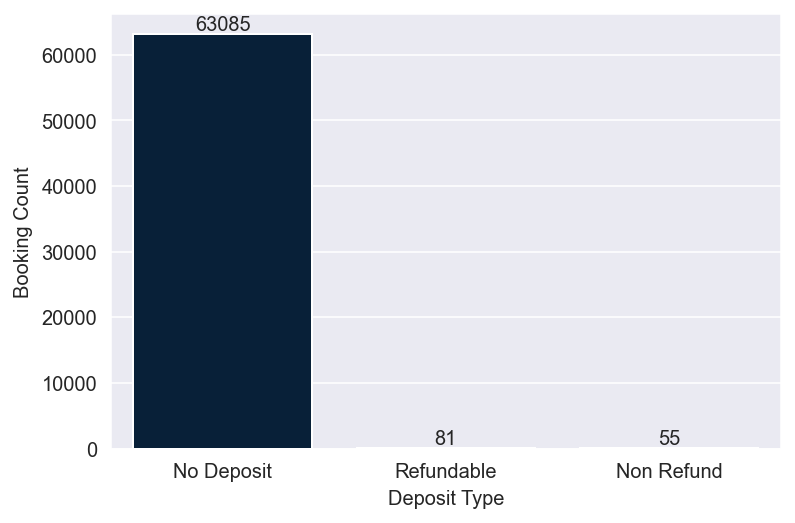 63085
60000
50000
40000
30000
20000
10000
0
81
55
No Deposit
Refundable
Non Refund
Deposit Type
Booking Count